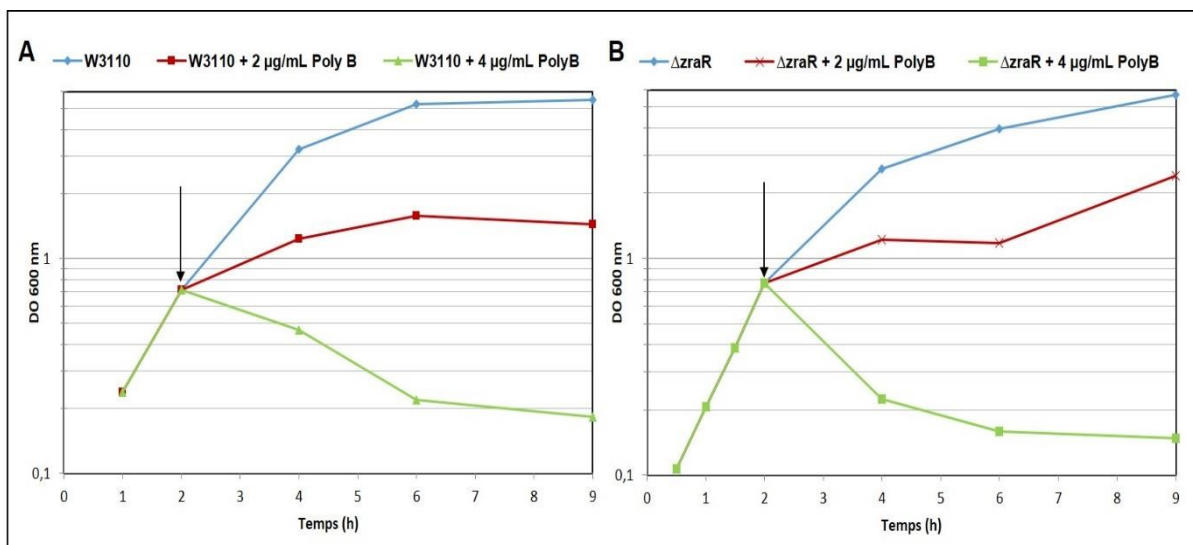 A
W3110 W3110 + 2 µg/mL Poly B W3110 + 4 µg/mL PolyB
DO 600 nm
1
0,1
0 1 2 3 4 5 6 7 8 9
Temps (h)
B
ΔzraR ΔzraR + 2 µg/mL PolyB ΔzraR + 4 µg/mL PolyB
DO 600 nm
1
0,1
0 1 2 3 4 5 6 7 8 9
Temps (h)